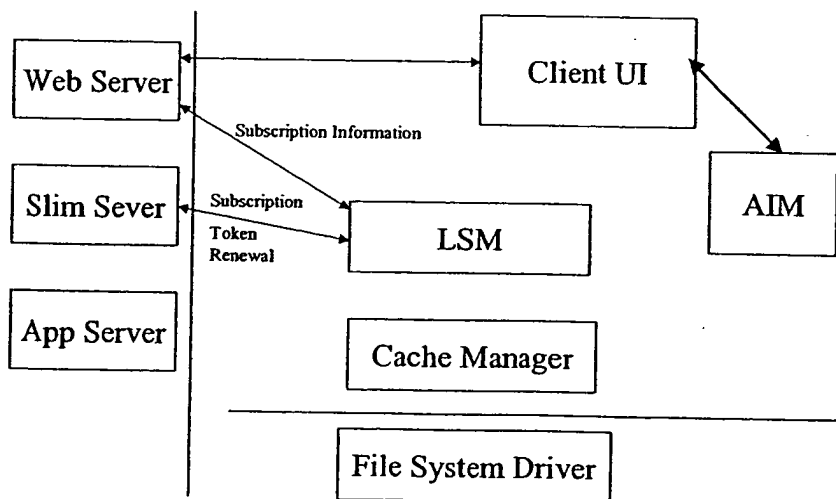 Web Server
Client UI
Subscription Information
AIM
Slim Sever
Subscription
Token
Renewal
LSM
App Server
Cache Manager
File System Driver